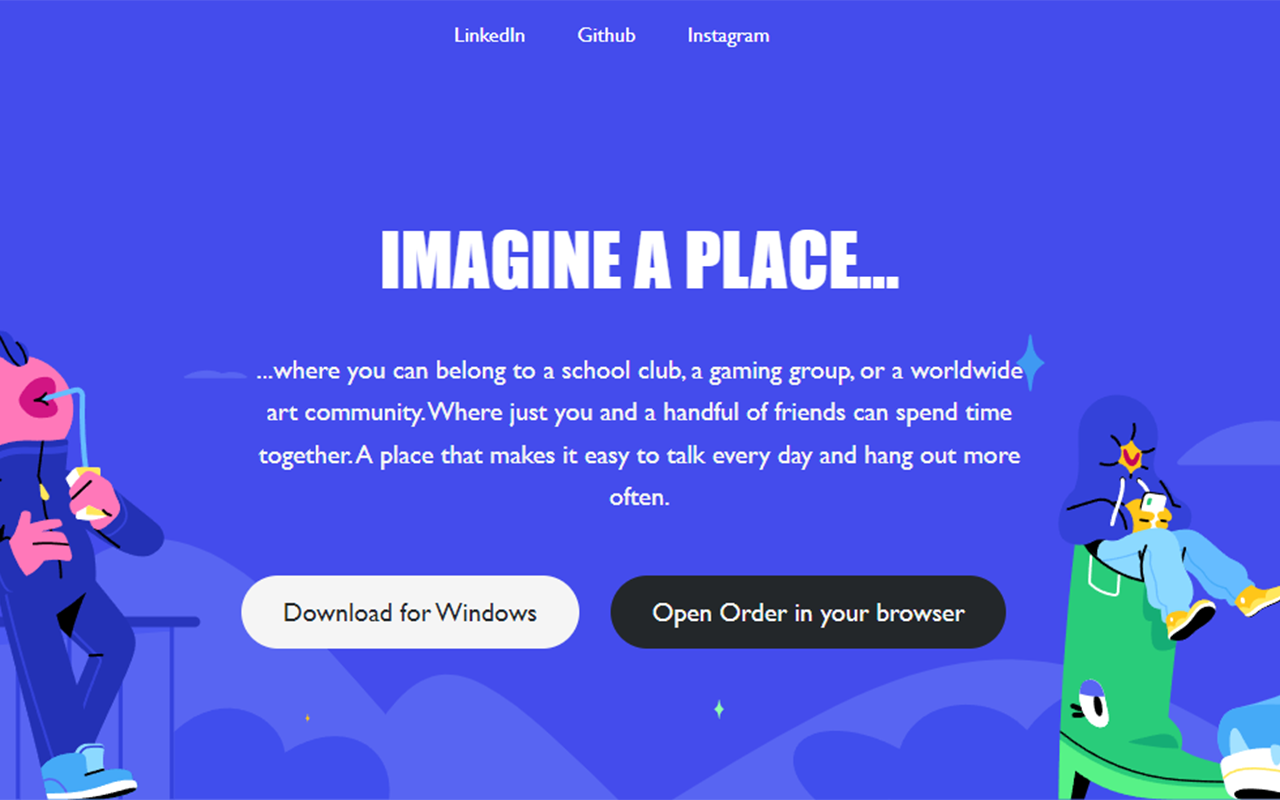 LinkedIn Github Instagram
IMAGINE A PLACE...
...where you can belong to a school club, a gaming group, or a worldwide
art community. Where just you and a handful of friends can spend time
together. A place that makes it easy to talk every day and hang out more
often.
Download for Windows Open Order in your browser